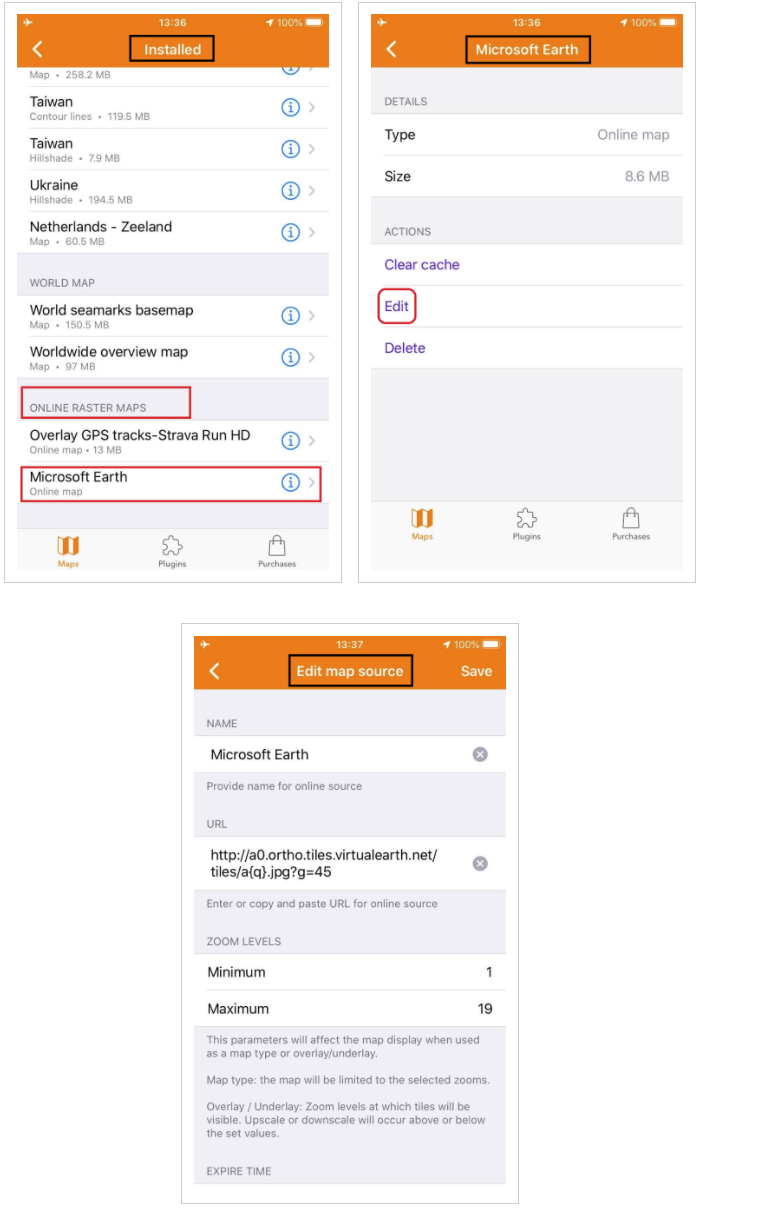 13:36
100%
Installed
Map • 258.2 MB
Taiwan
Contour lines • 119.5 MB
Taiwan
Hillshade • 7.9 MB
Ukraine
Hillshade • 194.5 MB
Netherlands - Zeeland
Map • 60.5 MB
WORLD MAP
World seamarks basemap
Map • 150.5 MB
Worldwide overview map
Map • 97 MB
ONLINE RASTER MAPS
Overlay GPS tracks-Strava Run HD
Online map • 13 MB
Microsoft Earth
Online map
Maps Plugins Purchases
13:36
100%
Microsoft Earth
DETAILS
Type Online map
Size 8.6 MB
ACTIONS
Clear cache
Edit
Delete
Maps Plugins Purchases
13:37
100%
Edit map source Save
NAME
Microsoft Earth
Provide name for online source
URL
http://a0.ortho.tiles.virtualearth.net/
tiles/a{q}.jpg?g=45
Enter or copy and paste URL for online source
ZOOM LEVELS
Minimum 1
Maximum 19
This parameters will affect the map display when used
as a map type or overlay/underlay.
Map type: the map will be limited to the selected zooms.
Overlay / Underlay: Zoom levels at which tiles will be
visible. Upscale or downscale will occur above or below
the set values.
EXPIRE TIME